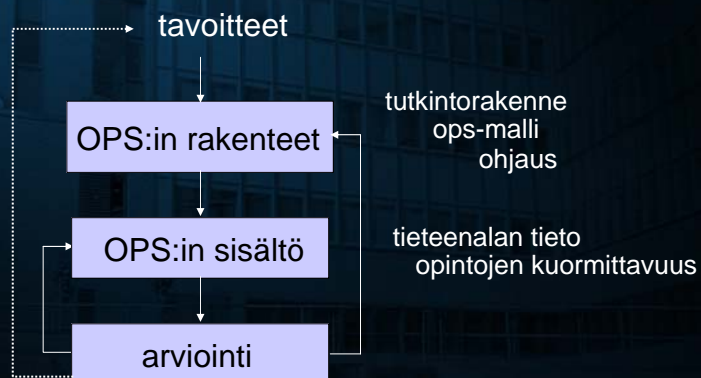 tavoitteet
OPS:in rakenteet
tutkintorakenne
ops-malli
ohjaus
OPS:in sisältö
tieteenalan tieto
opintojen kuormittavuus
arviointi